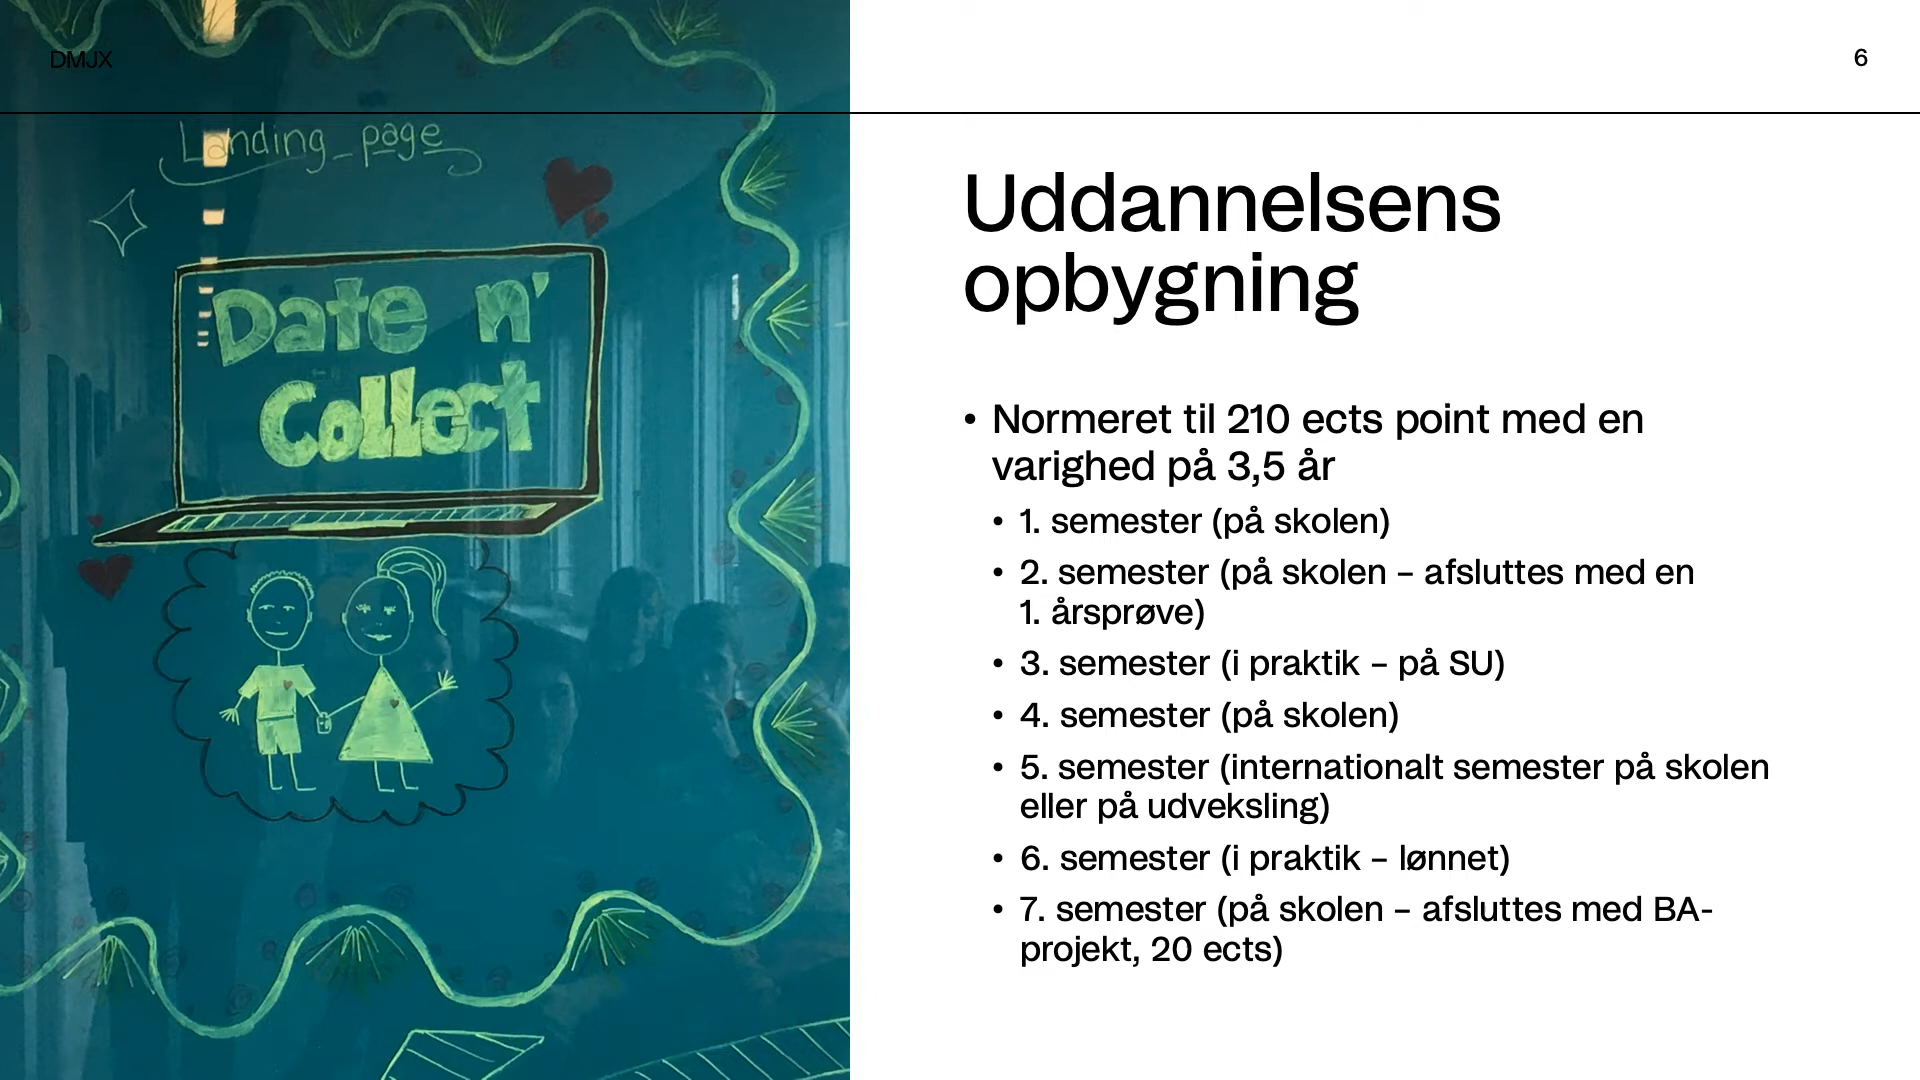 DMJX
6
Landing page
Date n'
Collect
Uddannelsens
opbygning
• Normeret til 210 ects point med en
varighed på 3,5 år
• 1. semester (på skolen)
• 2. semester (på skolen – afsluttes med en
1. årsprøve)
• 3. semester (i praktik – på SU)
• 4. semester (på skolen)
• 5. semester (internationalt semester på skolen
eller på udveksling)
• 6. semester (i praktik – lønnet)
• 7. semester (på skolen – afsluttes med BA-
projekt, 20 ects)